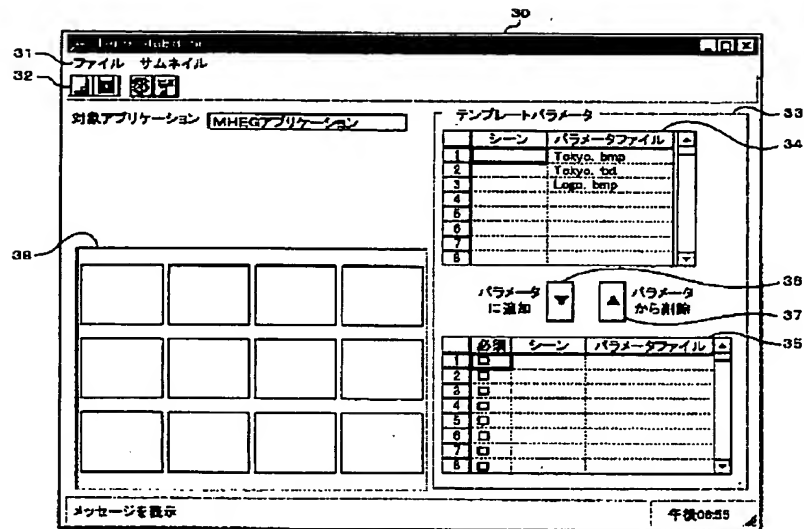 30
31
ファイル サムネイル
32
対象アプリケーション MHEGアプリケーション
テンプレートパラメータ
33
シーン パラメータファイル
34
1 Tokyo.bmp
2 Tokyo.txt
3 Logo.bmp
4
5
6
7
8
38
パラメータに追加
▼
36
▲
パラメータから削除
37
35
必須 シーン パラメータファイル
1
2
3
4
5
6
7
8
メッセージを表示
午後06:55